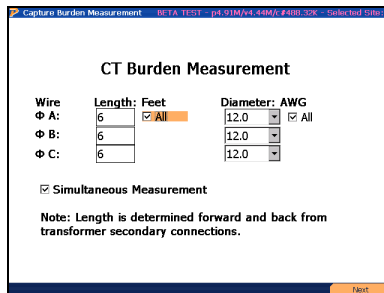 Capture Burden Measurement BETA TEST - p4.91M/v4.44M/c#488.32K - Selected Site:
CT Burden Measurement
Wire Length: Feet Diameter: AWG
Φ A: 6 All 12.0 All
Φ B: 6 12.0
Φ C: 6 12.0
Simultaneous Measurement
Note: Length is determined forward and back from
transformer secondary connections.
Next